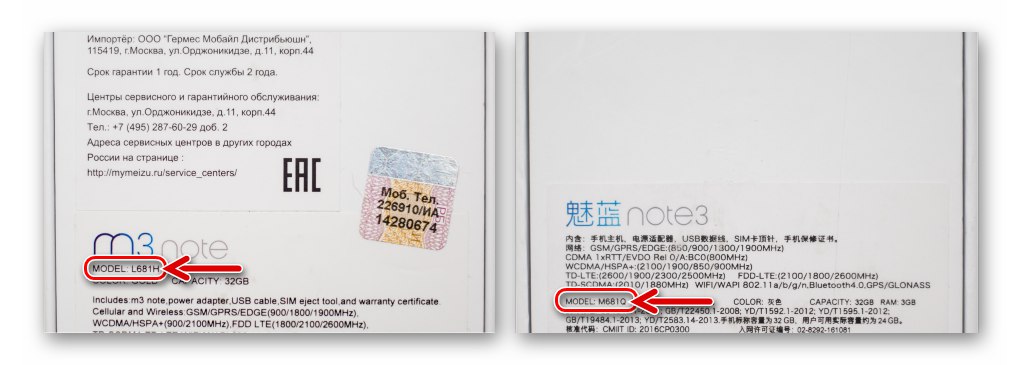 Импортёр: ООО "Гермес Мобайл Дистрибьюшн",
115419, г.Москва, ул.Орджоникидзе, д.11, корп.44
Срок гарантии 1 год. Срок службы 2 года.
Центры сервисного и гарантийного обслуживания:
г.Москва, ул.Орджоникидзе, д.11, корп.44
Тел.: +7 (495) 287-60-29 доб. 2
Адреса сервисных центров в других городах
России на странице :
http://mymeizu.ru/service_centers/
EAC
Моб. Тел.
226910/ИА
14280674
m3 note
MODEL: L681H
COLOR: GOLD CAPACITY: 32GB
Includes:m3 note,power adapter,USB cable,SIM eject tool,and warranty certificate.
Cellular and Wireless:GSM/GPRS/EDGE(900/1800/1900MHz),
WCDMA/HSPA+(900/2100MHz),FDD LTE(1800/2100/2600MHz),
魅蓝 note3
内含: 手机主机, 电源适配器, USB数据线, SIM卡顶针, 手机保修证书。
网络: GSM/GPRS/EDGE:(850/900/1800/1900MHz)
CDMA 1xRTT/EVDO Rel 0/A:BC0(800MHz)
WCDMA/HSPA+:(2100/1900/850/900MHz)
TD-LTE:(2600/1900/2300/2500MHz) FDD-LTE:(2100/1800/2600MHz)
TD-SCDMA:(2010/1880MHz) WIFI/WAPI 802.11a/b/g/n,Bluetooth4.0,GPS/GLONASS
MODEL: M681Q COLOR: 灰色 CAPACITY: 32GB RAM: 3GB
GB/T22450.1-2008; YD/T1592.1-2012; YD/T1595.1-2012;
GB/T19484.1-2013; YD/T2583.14-2013.手机标称容量为32 GB, 用户可用实际容量约为24 GB.
核准代码: CMIIT ID: 2016CP0300 入网许可证编号: 02-8292-161081